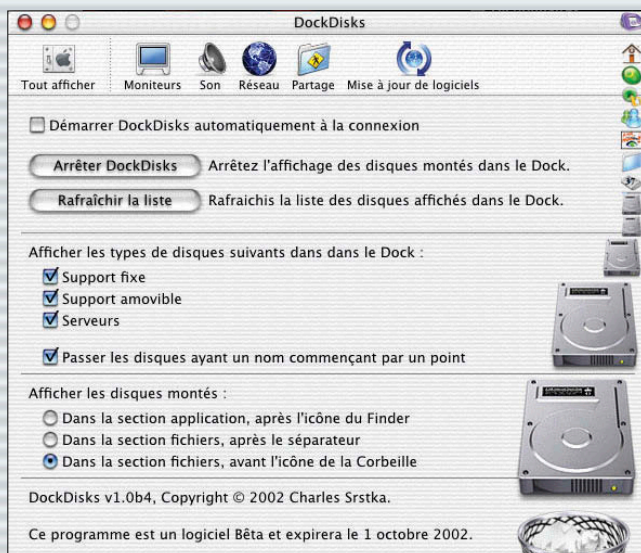 DockDisks
Tout afficher
Moniteurs
Son
Réseau
Partage
Mise à jour de logiciels
Démarrer DockDisks automatiquement à la connexion
Arrêter DockDisks Arrêtez l'affichage des disques montés dans le Dock.
Rafraîchir la liste Rafraichis la liste des disques affichés dans le Dock.
Afficher les types de disques suivants dans dans le Dock :
Support fixe
Support amovible
Serveurs
Passer les disques ayant un nom commençant par un point
Afficher les disques montés :
Dans la section application, après l'icône du Finder
Dans la section fichiers, après le séparateur
Dans la section fichiers, avant l'icône de la Corbeille
DockDisks v1.0b4, Copyright © 2002 Charles Srstka.
Ce programme est un logiciel Bêta et expirera le 1 octobre 2002.